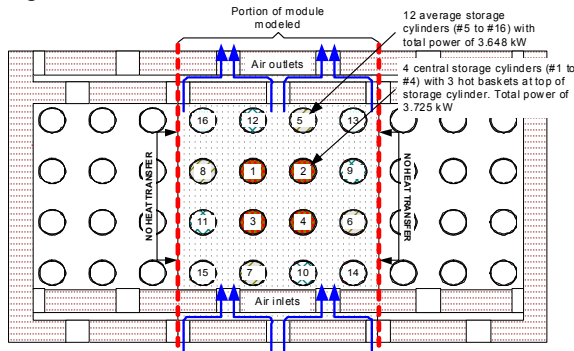 Portion of module
modeled
12 average storage
cylinders (#5 to #16) with
total power of 3.648 kW
Air outlets
4 central storage cylinders (#1 to
#4) with 3 hot baskets at top of
storage cylinder. Total power of
3.725 kW
16 12 5 13
NO HEAT TRANSFER
NO HEAT TRANSFER
8 1 2 9
11 3 4 6
15 7 10 14
Air inlets